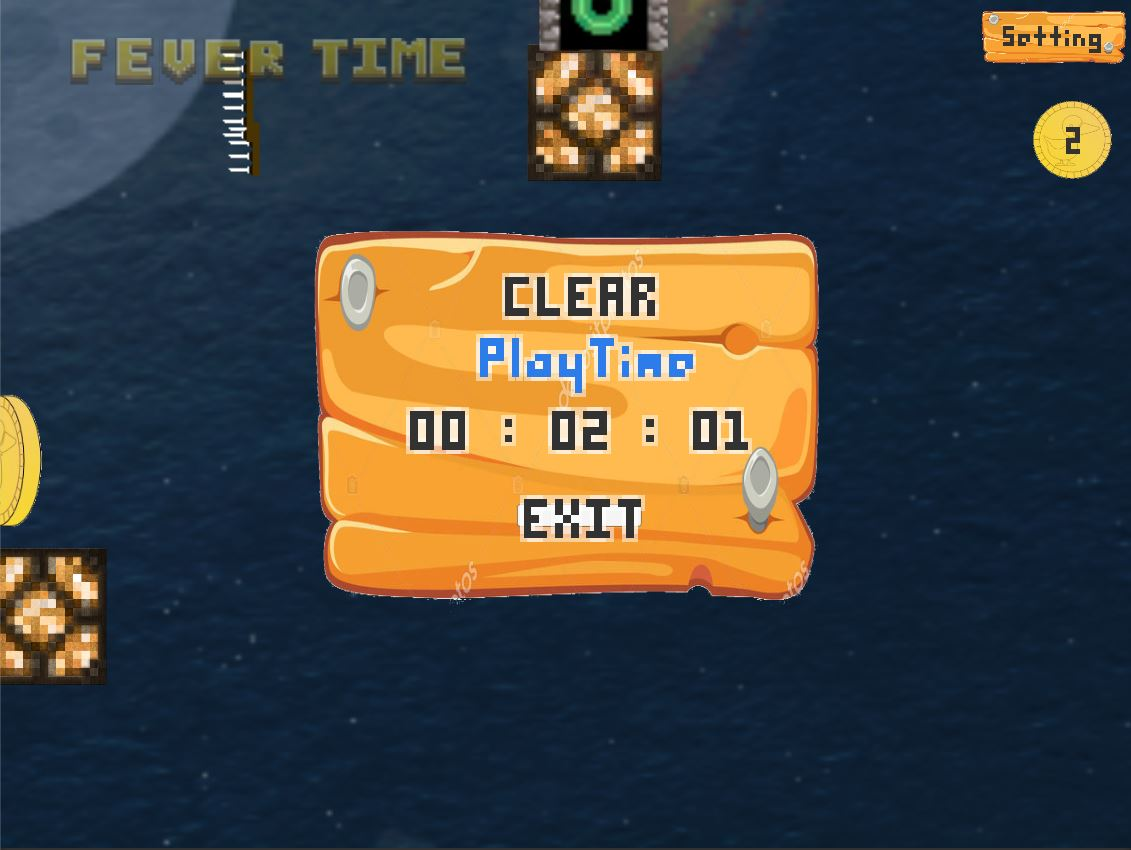 FEVER TIME
Setting
2
CLEAR
PlayTime
00 : 02 : 01
EXIT